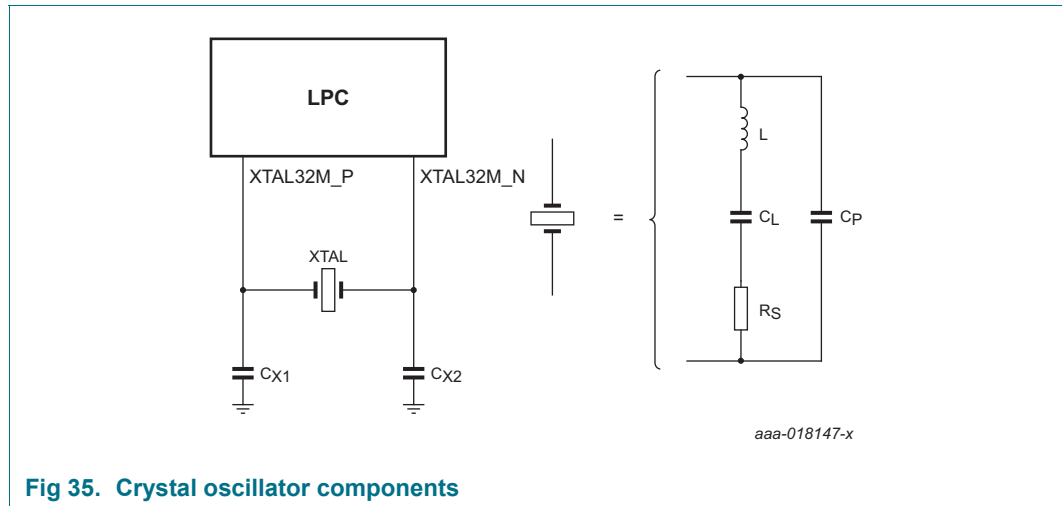 LPC
XTAL32M_P
XTAL32M_N
XTAL
CX1
CX2
=
L
CL
CP
RS
aaa-018147-x
Fig 35. Crystal oscillator components